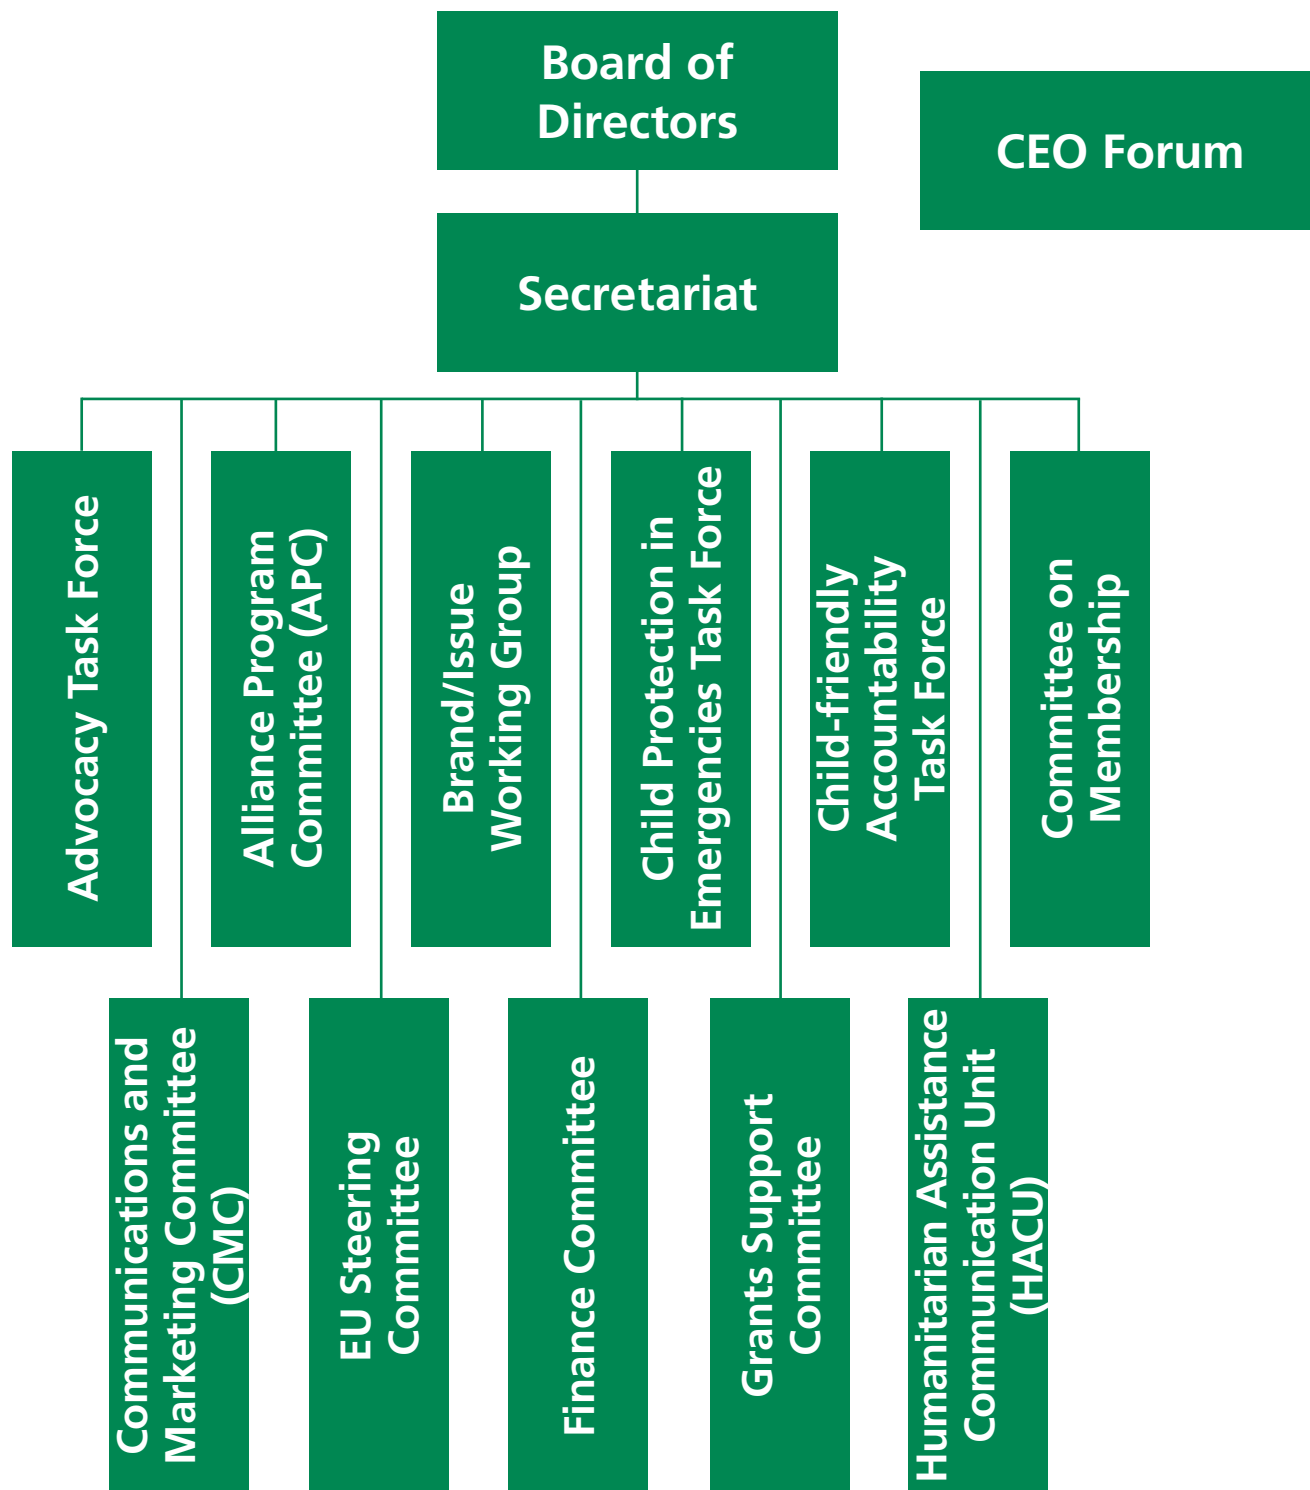 Board of
Directors
CEO Forum
Secretariat
Advocacy Task Force
Alliance Program
Committee (APC)
Brand/Issue
Working Group
Child Protection in
Emergencies Task Force
Child-friendly
Accountability
Task Force
Committee on
Membership
Communications and
Marketing Committee
(CMC)
EU Steering
Committee
Finance Committee
Grants Support
Committee
Humanitarian Assistance
Communication Unit
(HACU)